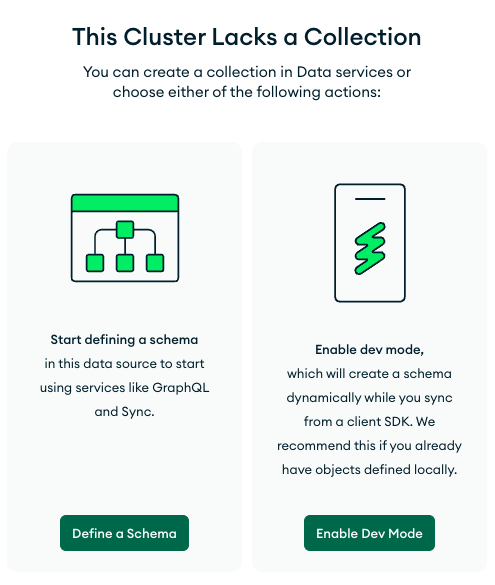 This Cluster Lacks a Collection
You can create a collection in Data services or
choose either of the following actions:
Start defining a schema
in this data source to start
using services like GraphQL
and Sync.
Define a Schema
Enable dev mode,
which will create a schema
dynamically while you sync
from a client SDK. We
recommend this if you already
have objects defined locally.
Enable Dev Mode